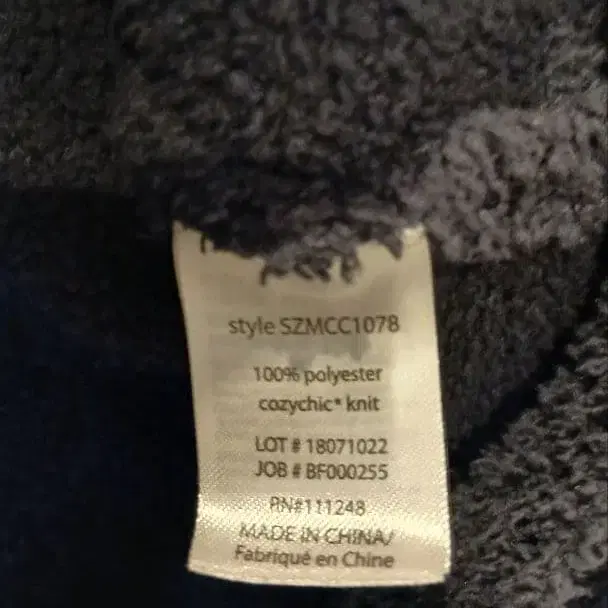 style SZMCC1078
100% polyester
cozychic* knit
LOT # 18071022
JOB # BF000255
RN#111248
MADE IN CHINA/
Fabriqué en Chine